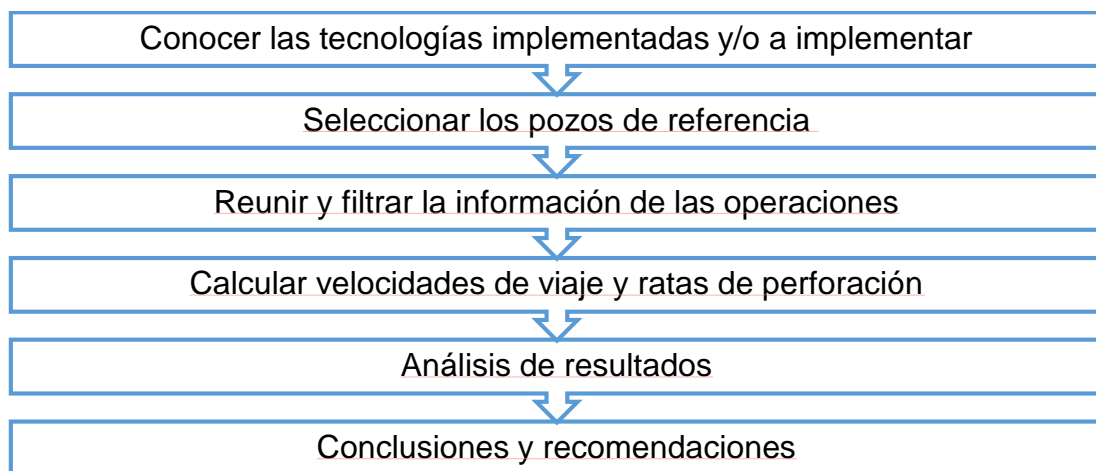 Conocer las tecnologías implementadas y/o a implementar
Seleccionar los pozos de referencia
Reunir y filtrar la información de las operaciones
Calcular velocidades de viaje y ratas de perforación
Análisis de resultados
Conclusiones y recomendaciones